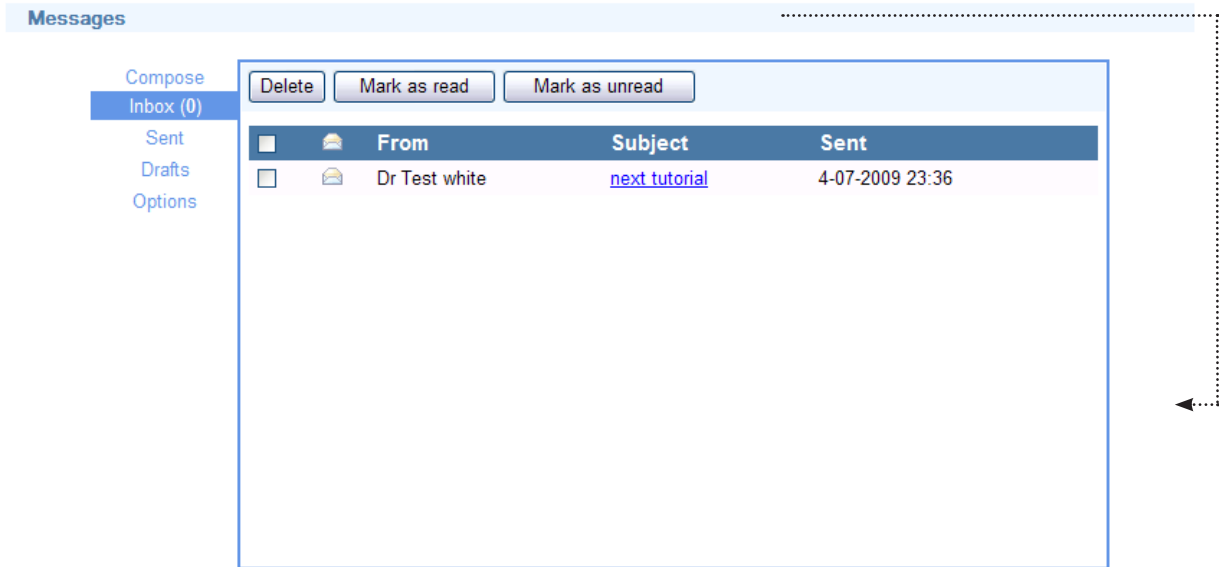 Messages
Compose
Inbox (0)
Sent
Drafts
Options
Delete Mark as read Mark as unread
From Subject Sent
Dr Test white next tutorial 4-07-2009 23:36